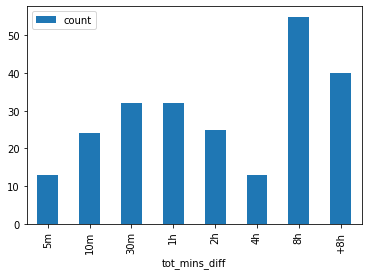 count
50
40
30
20
10
0
5m
10m
30m
1h
2h
4h
8h
+8h
tot_mins_diff